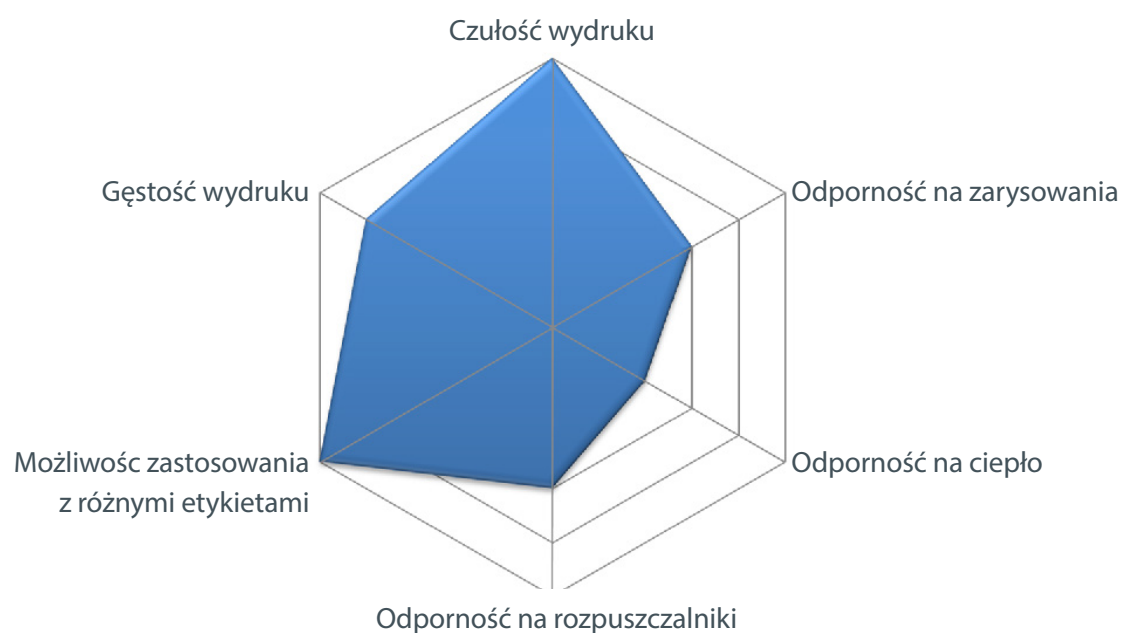 Czułość wydruku
Gęstość wydruku
Odporność na zarysowania
Możliwośc zastosowania
z różnymi etykietami
Odporność na ciepło
Odporność na rozpuszczalniki